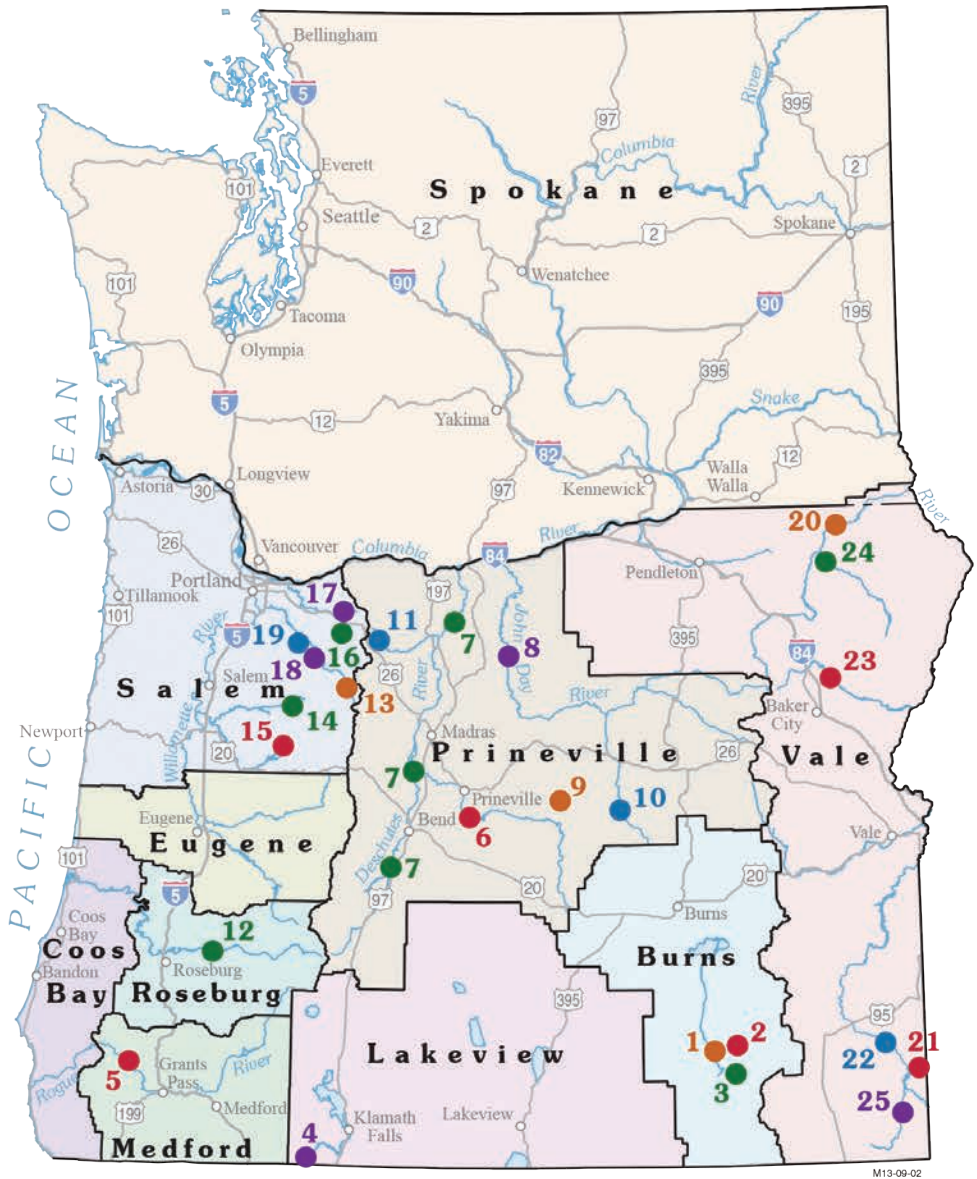 Bellingham
5
River
395
97
Columbia
Everett
2
101
Spokane
Seattle
2
2
Spokane
Wenatchee
101
90
90
Tacoma
195
Olympia
395
5
OCEAN
Snake
12
Yakima
82
12
Walla
Walla
Longview
Kennewick
97
Astoria
30
River
20
River
26
Vancouver
Columbia
84
24
Portland
Pendleton
Tillamook
17
197
101
River
5
19
11
7
John Day
8
395
16
84
18
River
23
Salem
26
Salem
13
River
Baker
City
14
Newport
15
Madras
Willamette
20
Prineville
26
Vale
7
Prineville
9
10
Eugene
Bend
6
Vale
Eugene
Deschutes
101
7
PACIFIC
5
97
20
20
Burns
Coos
Bay
12
Coos
Bay
Bandon
Roseburg
Burns
Roseburg
395
95
Lakeview
1
2
21
22
Grants
Pass
River
5
3
Rogue
199
Medford
Klamath
Falls
Lakeview
25
4
Medford
M13-09-02